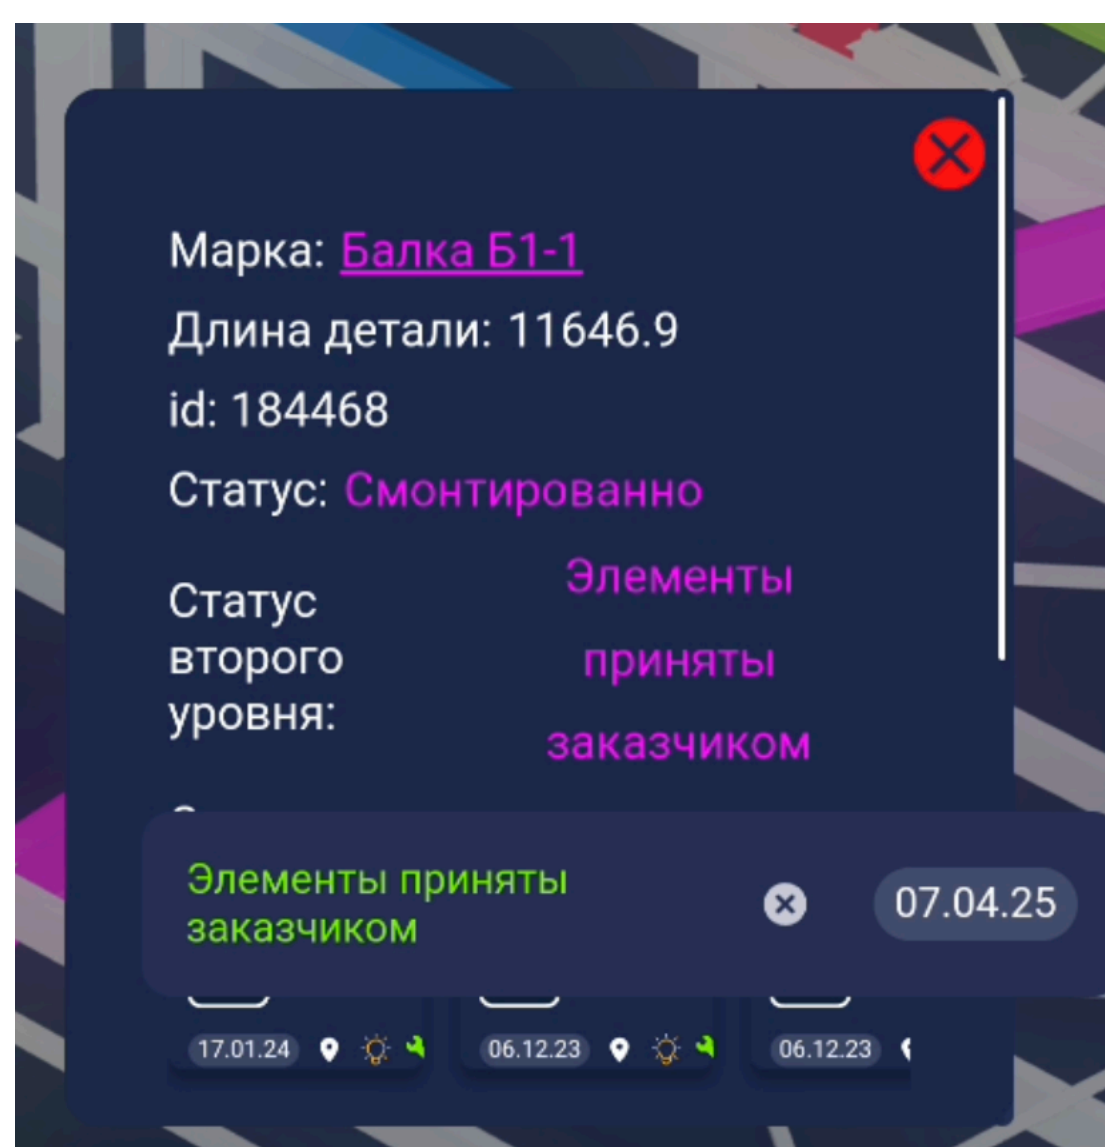 Марка: Балка Б1-1
Длина детали: 11646.9
id: 184468
Статус: Смонтированно
Статус
второго
уровня:
Элементы
приняты
заказчиком
Элементы приняты
заказчиком
07.04.25
17.01.24
06.12.23
06.12.23